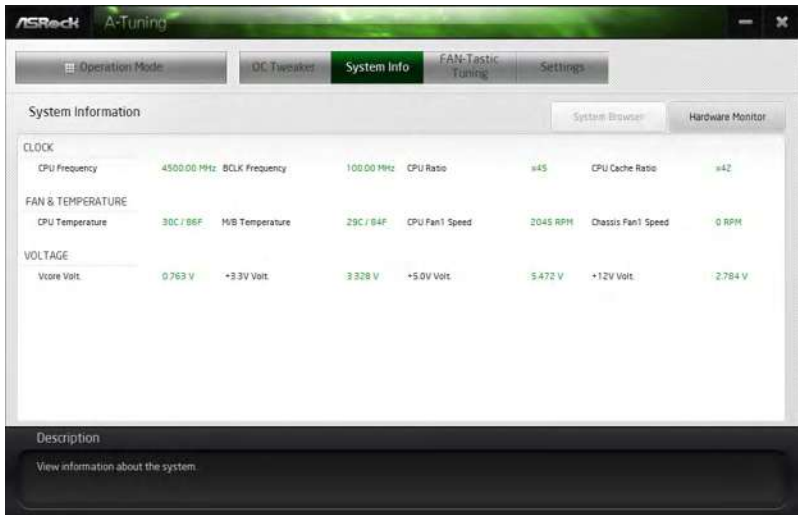 ASRock A-Tuning
Operation Mode OC Tweaker System Info FAN-Tastic Tuning Settings
System Information System Browser Hardware Monitor
CLOCK
CPU Frequency 4500.00 MHz BCLK Frequency 100.00 MHz CPU Ratio x45 CPU Cache Ratio x42
FAN & TEMPERATURE
CPU Temperature 30C / 86F M/B Temperature 29C / 84F CPU Fan1 Speed 2045 RPM Chassis Fan1 Speed 0 RPM
VOLTAGE
Vcore Volt. 0.763 V +3.3V Volt. 3.328 V +5.0V Volt. 5.472 V +12V Volt. 2.784 V
Description
View information about the system.